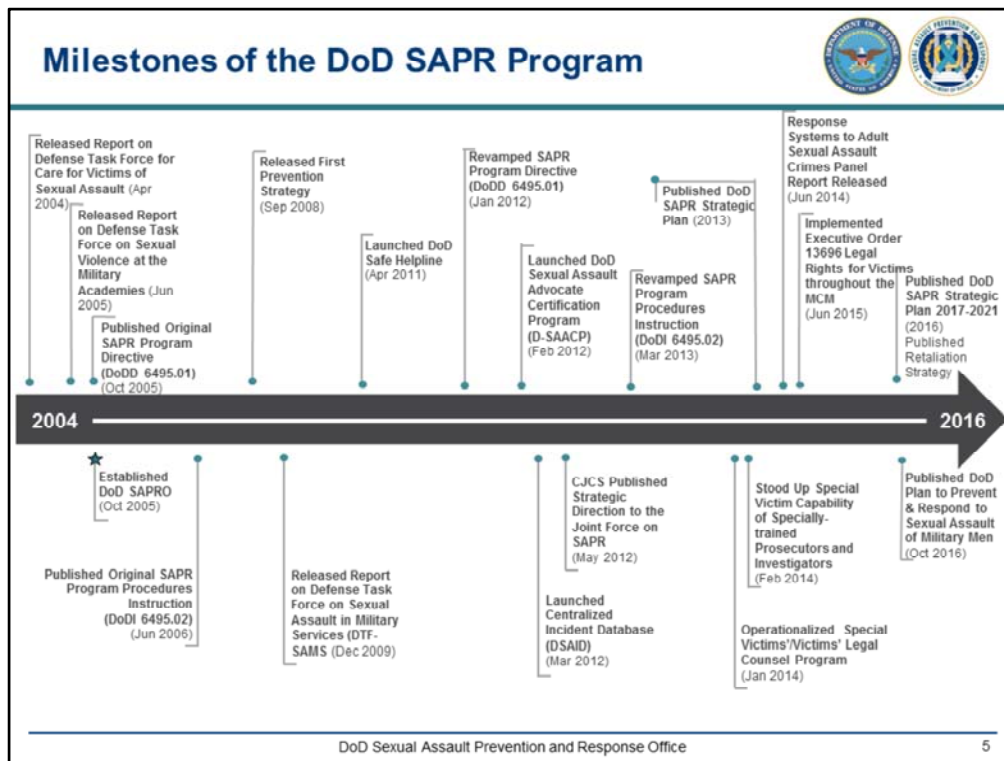 Milestones of the DoD SAPR Program
Released Report on
Defense Task Force for
Care for Victims of
Sexual Assault (Apr
2004)
Released Report
on Defense Task
Force on Sexual
Violence at the
Military
Academies (Jun
2005)
Published Original
SAPR Program
Directive
(DoDD 6495.01)
(Oct 2005)
Released First
Prevention
Strategy
(Sep 2008)
Launched DoD
Safe Helpline
(Apr 2011)
Revamped SAPR
Program Directive
(DoDD 6495.01)
(Jan 2012)
Launched DoD
Sexual Assault
Advocate
Certification
Program
(D-SAACP)
(Feb 2012)
Revamped SAPR
Program
Procedures
Instruction
(DoDI 6495.02)
(Mar 2013)
Published DoD
SAPR Strategic
Plan (2013)
Response
Systems to Adult
Sexual Assault
Crimes Panel
Report Released
(Jun 2014)
Implemented
Executive Order
13696 Legal
Rights for Victims
throughout the
MCM
(Jun 2015)
Published DoD
SAPR Strategic
Plan 2017-2021
(2016)
Published
Retaliation
Strategy
2004
2016
Established
DoD SAPRO
(Oct 2005)
Published Original SAPR
Program Procedures
Instruction
(DoDI 6495.02)
(Jun 2006)
Released Report
on Defense Task
Force on Sexual
Assault in Military
Services (DTF-
SAMS (Dec 2009)
Launched
Centralized
Incident Database
(DSAID)
(Mar 2012)
CJCS Published
Strategic
Direction to the
Joint Force on
SAPR
(May 2012)
Operationalized Special
Victims'/Victims' Legal
Counsel Program
(Jan 2014)
Stood Up Special
Victim Capability
of Specially-
trained
Prosecutors and
Investigators
(Feb 2014)
Published DoD
Plan to Prevent
& Respond to
Sexual Assault
of Military Men
(Oct 2016)
DoD Sexual Assault Prevention and Response Office
5